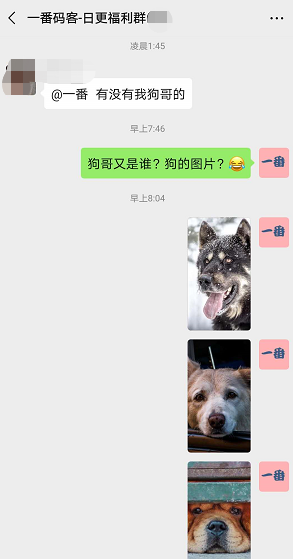 一番码客-日更福利群
凌晨1:45
@一番 有没有我狗哥的
早上7:46
狗哥又是谁？狗的图片？😂
一番
早上8:04
一番
一番
一番